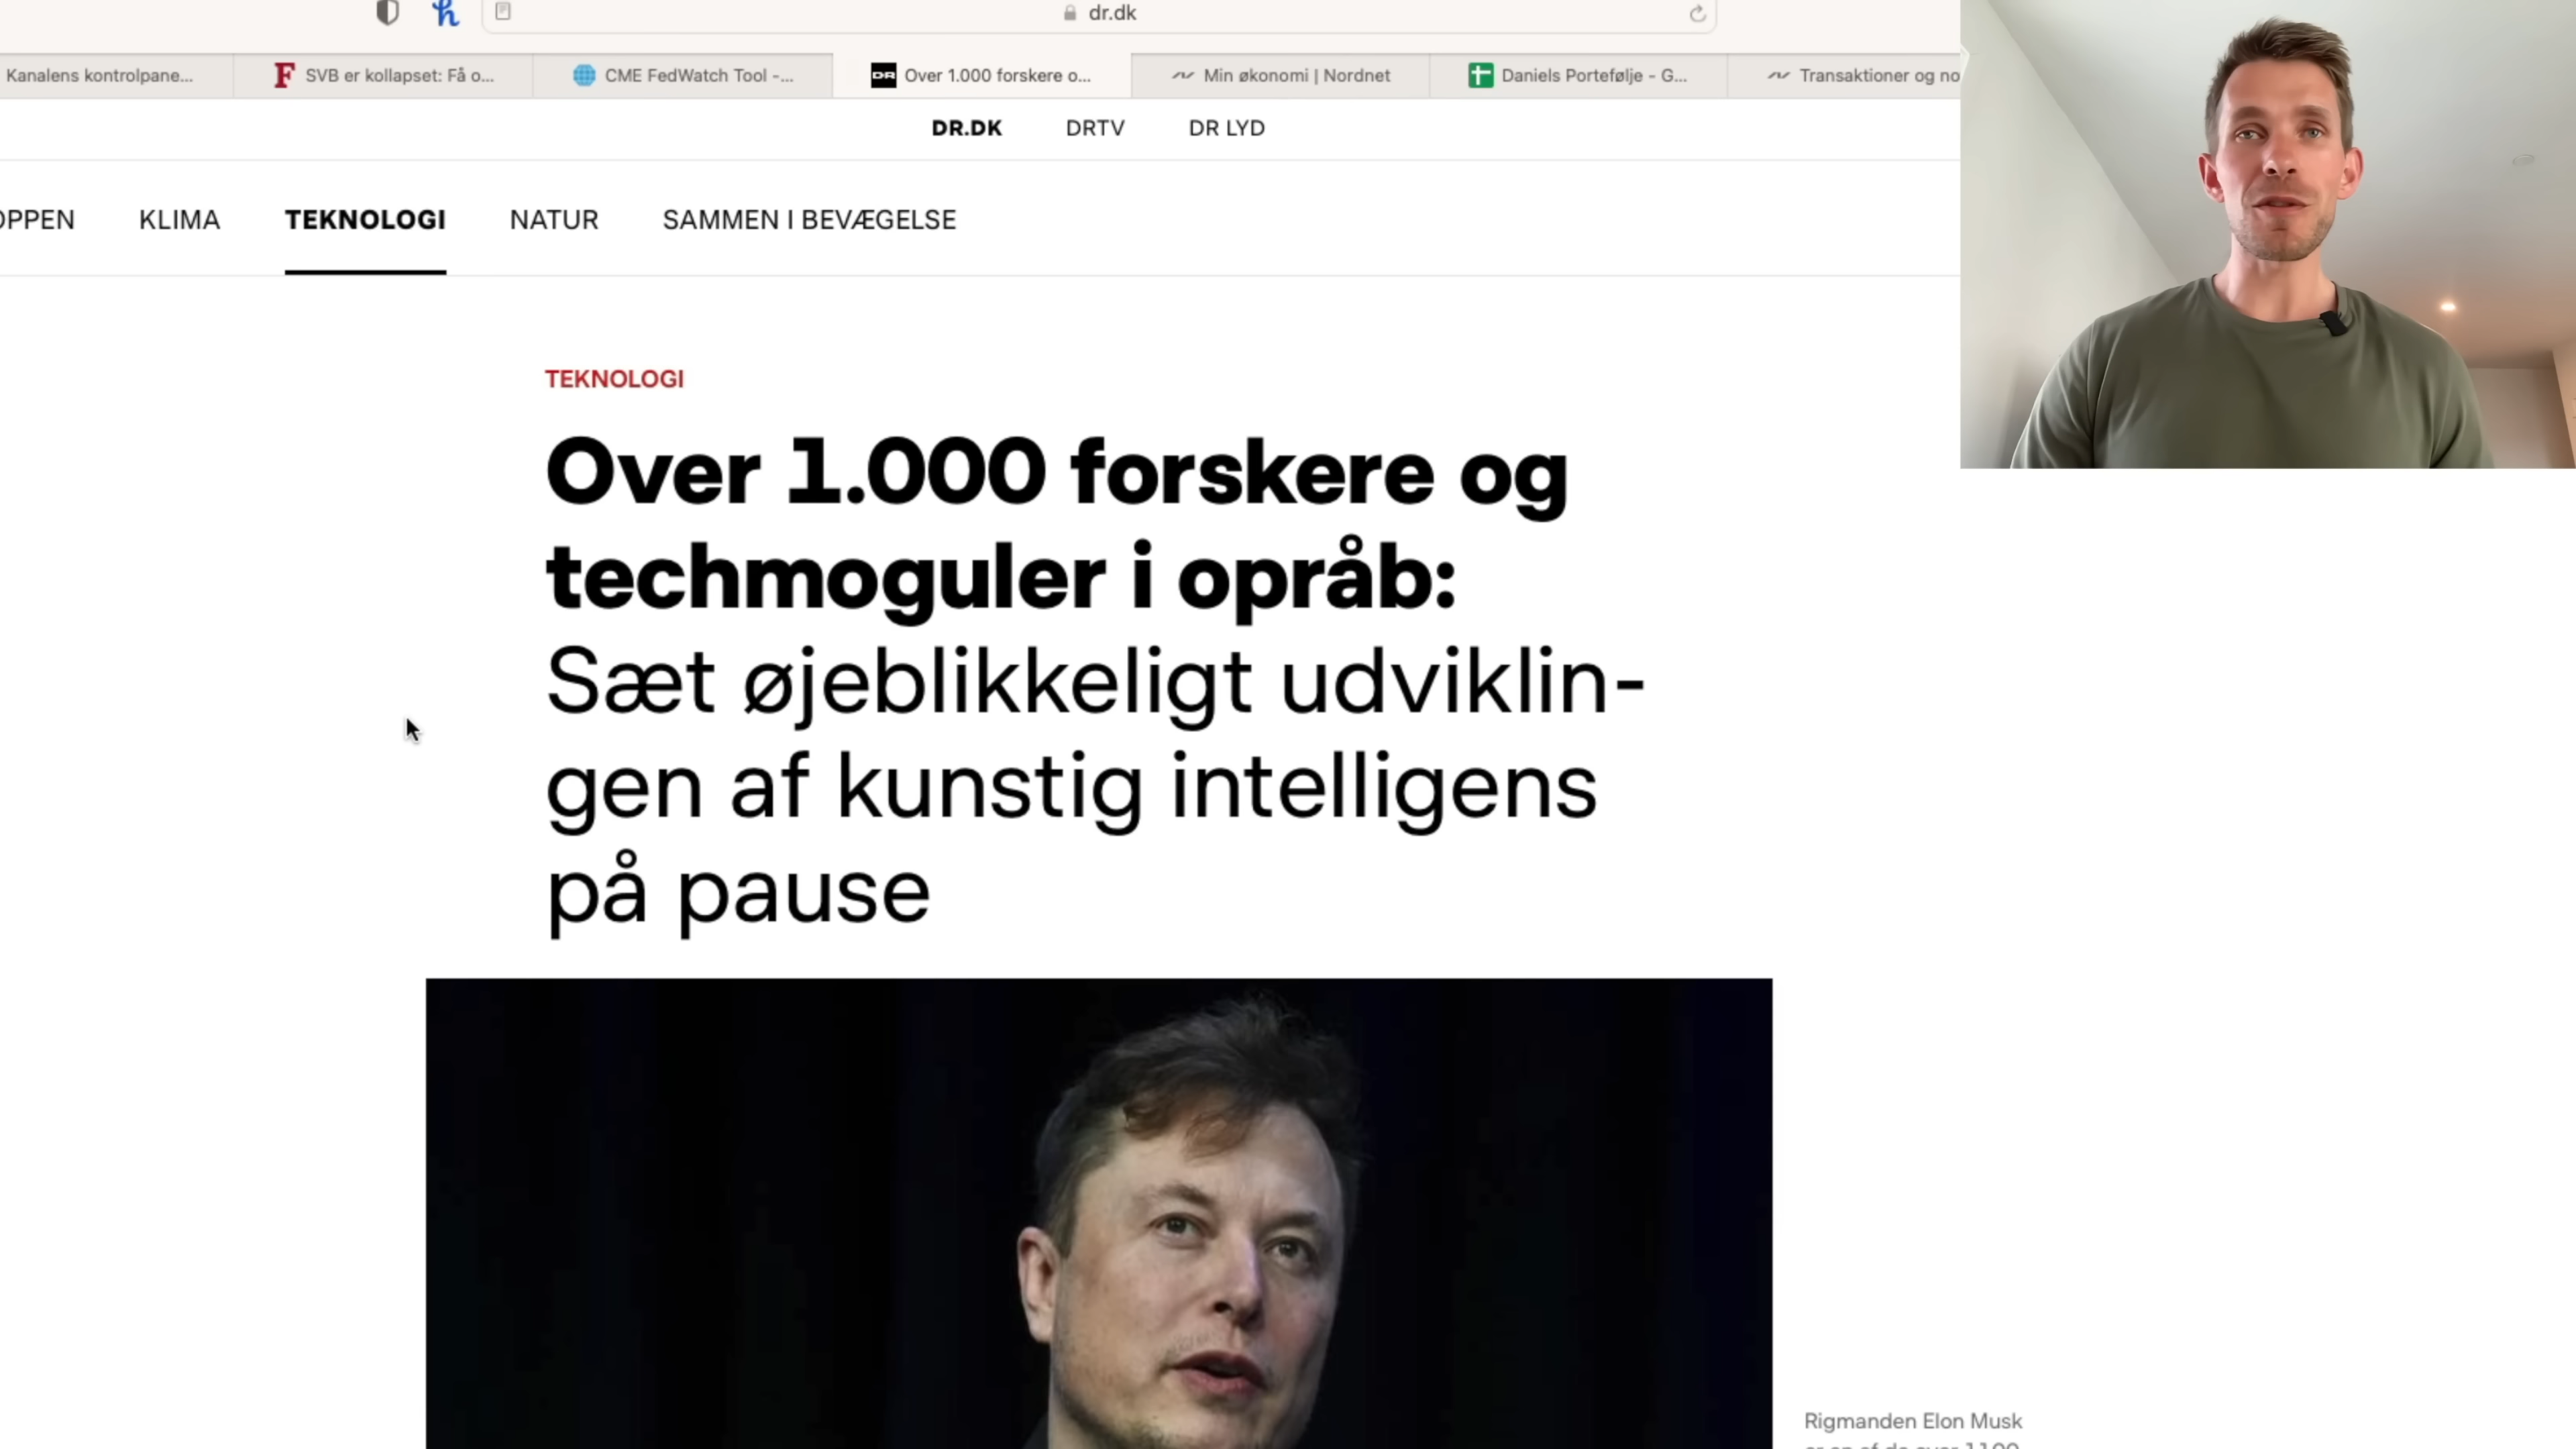 dr.dk
Kanalens kontrolpane...
SVB er kollapset: Få o...
CME FedWatch Tool -...
DR
Over 1.000 forskere o...
Min økonomi | Nordnet
Daniels Portefølje - G...
Transaktioner og no
DR.DK
DRTV
DR LYD
OPPEN
KLIMA
TEKNOLOGI
NATUR
SAMMEN I BEVÆGELSE
TEKNOLOGI
Over 1.000 forskere og
techmoguler i opråb:
Sæt øjeblikkeligt udviklin-
gen af kunstig intelligens
på pause
Rigmanden Elon Musk